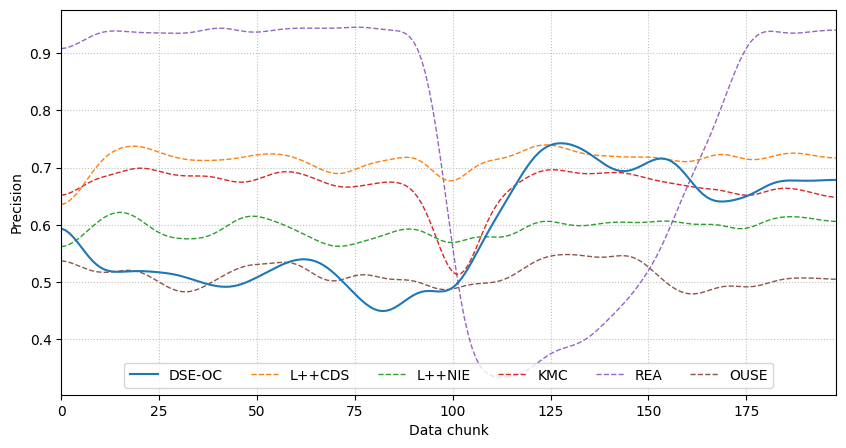 0.9
0.8
0.7
0.6
0.5
0.4
Precision
DSE-OC L++CDS L++NIE KMC REA OUSE
0 25 50 75 100 125 150 175
Data chunk